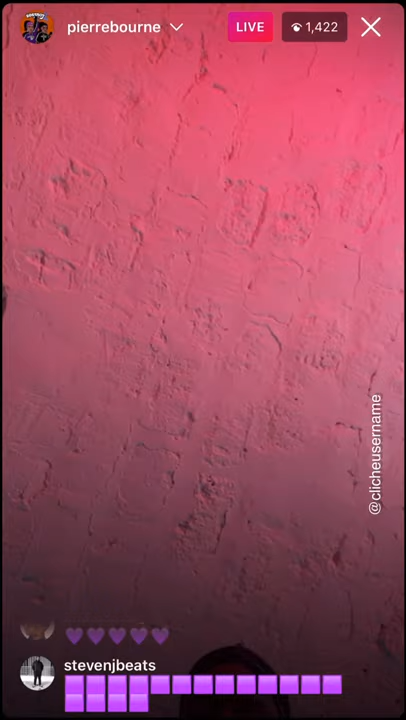 pierrebourne
LIVE
1,422
@clicheusername
💜💜💜💜💜
stevenjbeats
🟪🟪🟪🟪🟪🟪🟪🟪🟪🟪🟪🟪🟪
🟪🟪🟪🟪